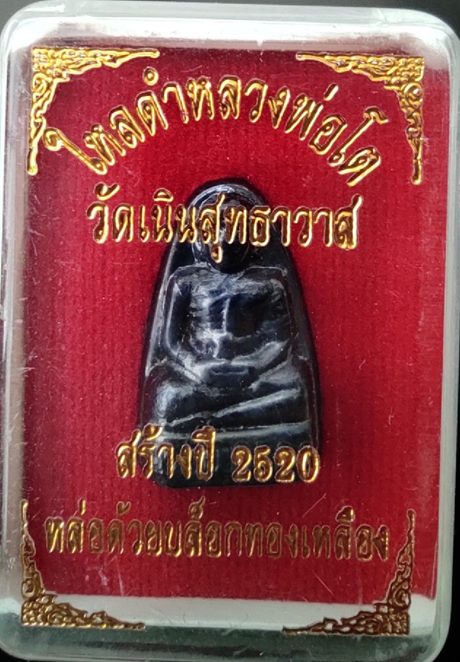 ไหลดำหลวงพ่อโต
วัดเนินสุทธาวาส
สร้างปี 2520
หล่อด้วยบล็อกทองเหลือง